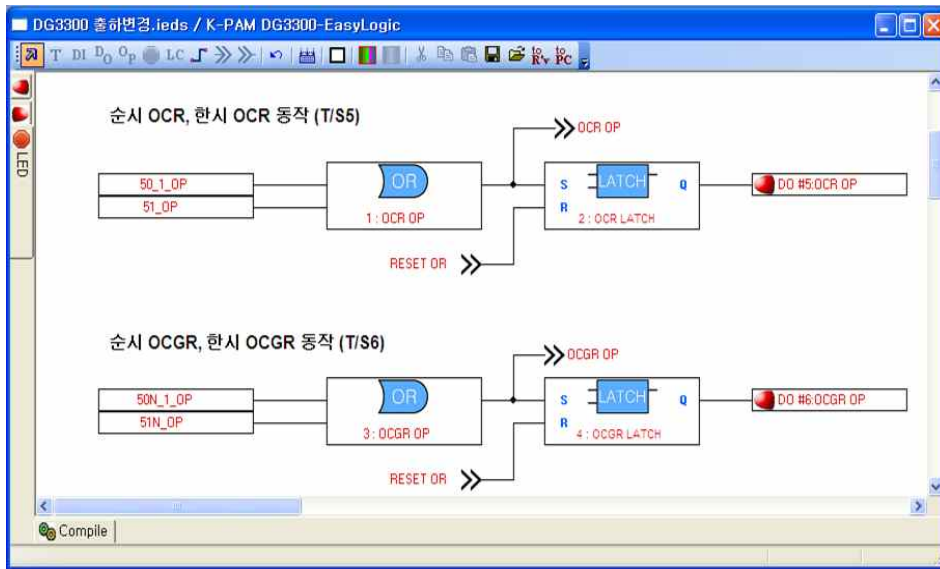 DG3300 출하변경.ieds / K-PAM DG3300-EasyLogic
T DI DO OP LC to R'y to PC
LED
순시 OCR, 한시 OCR 동작 (T/S5)
OCR OP
50_1_OP
51_OP
OR
1 : OCR OP
S LATCH Q
R
2 : OCR LATCH
DO #5:OCR OP
RESET OR
순시 OCGR, 한시 OCGR 동작 (T/S6)
OCGR OP
50N_1_OP
51N_OP
OR
3 : OCGR OP
S LATCH Q
R
4 : OCGR LATCH
DO #6:OCGR OP
RESET OR
Compile